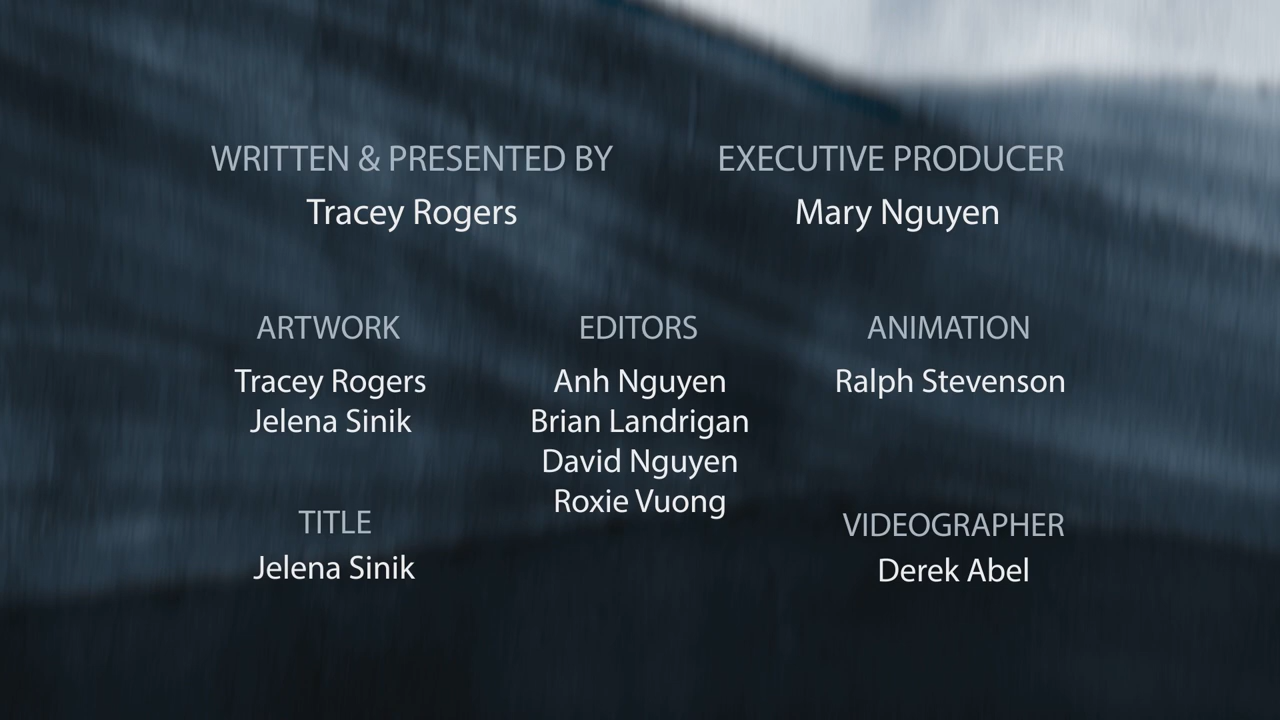 WRITTEN & PRESENTED BY
Tracey Rogers
EXECUTIVE PRODUCER
Mary Nguyen
ARTWORK
Tracey Rogers
Jelena Sinik
EDITORS
Anh Nguyen
Brian Landrigan
David Nguyen
Roxie Vuong
ANIMATION
Ralph Stevenson
TITLE
Jelena Sinik
VIDEOGRAPHER
Derek Abel